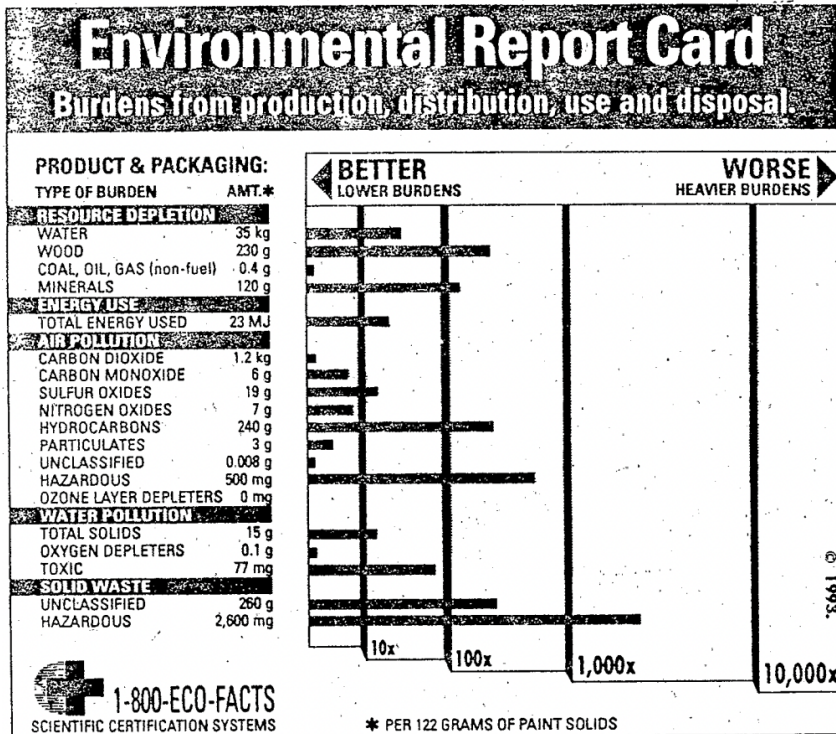 Environmental Report Card
Burdens from production, distribution, use and disposal.
PRODUCT & PACKAGING:
TYPE OF BURDEN AMT.*
BETTER
LOWER BURDENS
WORSE
HEAVIER BURDENS
RESOURCE DEPLETION
WATER 35 kg
WOOD 230 g
COAL, OIL, GAS (non-fuel) 0.4 g
MINERALS 120 g
ENERGY USE
TOTAL ENERGY USED 23 MJ
AIR POLLUTION
CARBON DIOXIDE 1.2 kg
CARBON MONOXIDE 6 g
SULFUR OXIDES 19 g
NITROGEN OXIDES 7 g
HYDROCARBONS 240 g
PARTICULATES 3 g
UNCLASSIFIED 0.008 g
HAZARDOUS 500 mg
OZONE LAYER DEPLETERS 0 mg
WATER POLLUTION
TOTAL SOLIDS 15 g
OXYGEN DEPLETERS 0.1 g
TOXIC 77 mg
SOLID WASTE
UNCLASSIFIED 260 g
HAZARDOUS 2,600 mg
10x
100x
1,000x
10,000x
© 1993.
1-800-ECO-FACTS
SCIENTIFIC CERTIFICATION SYSTEMS
* PER 122 GRAMS OF PAINT SOLIDS